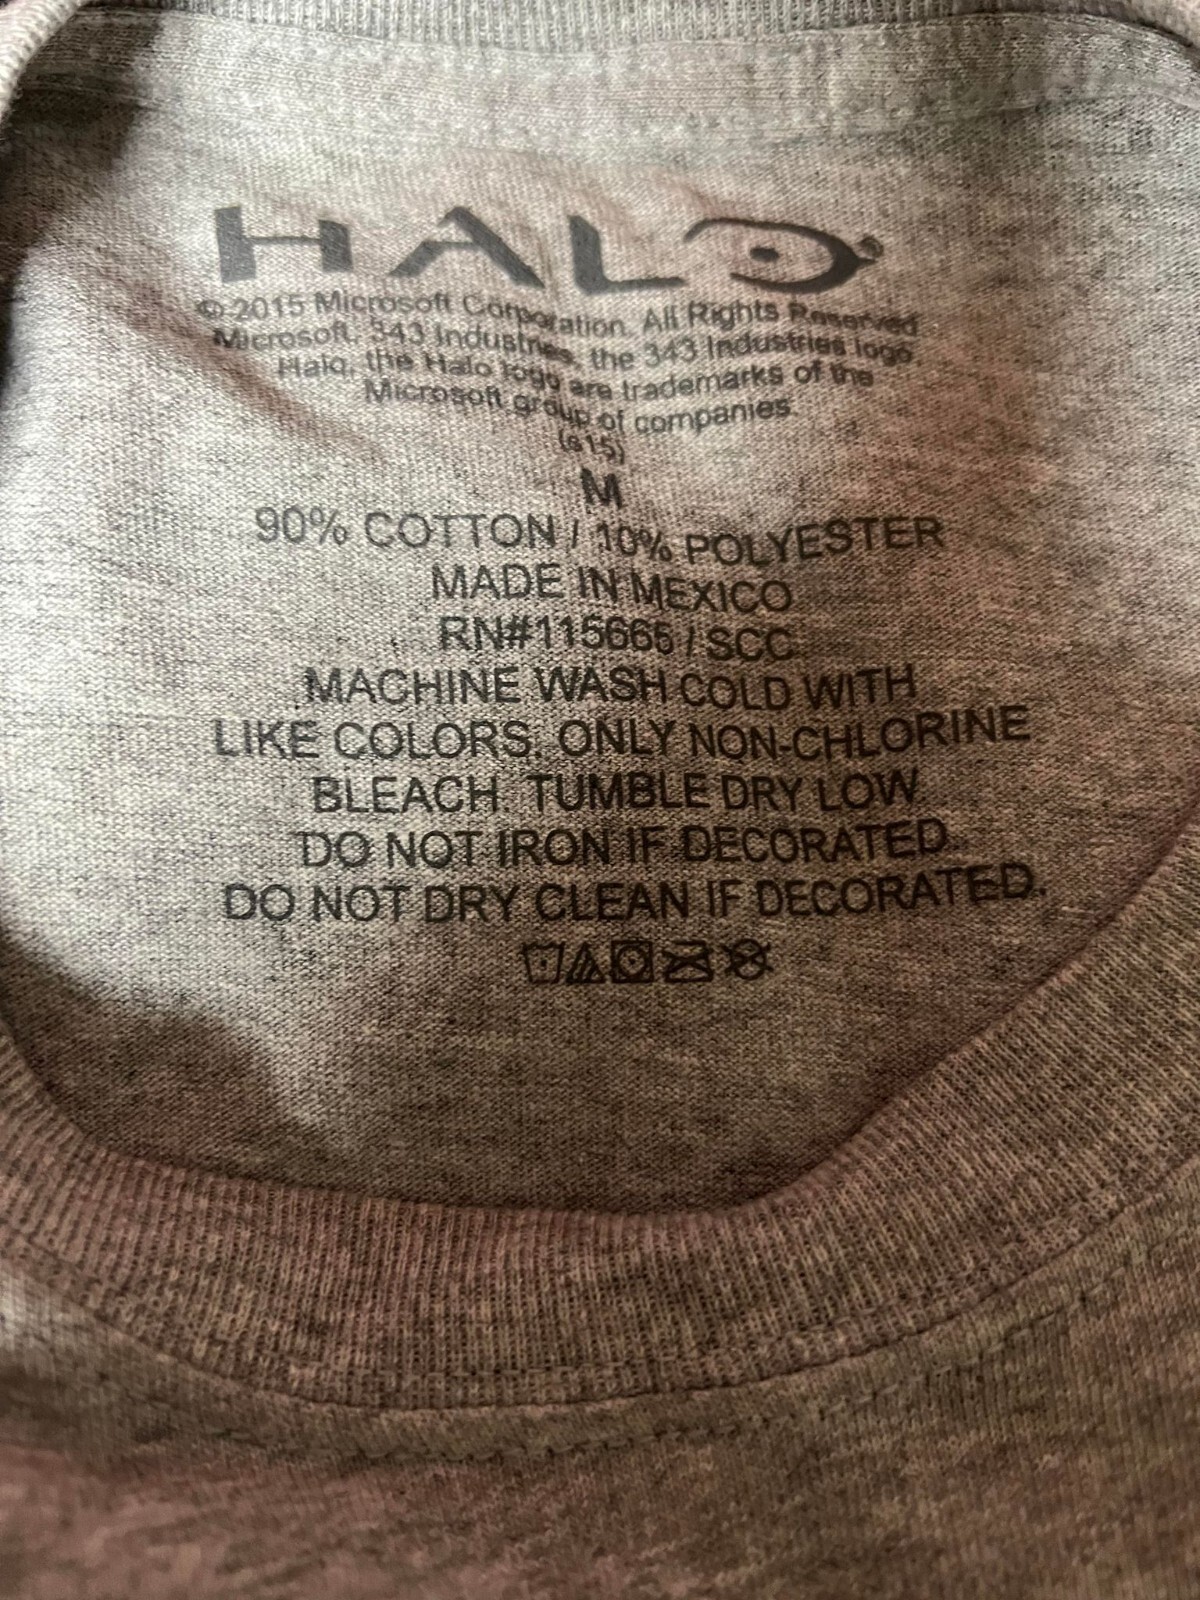 HALO®
© 2015 Microsoft Corporation. All Rights Reserved
Microsoft, 343 Industries, the 343 Industries logo,
Halo, the Halo logo are trademarks of the
Microsoft group of companies.
(s15)
M
90% COTTON / 10% POLYESTER
MADE IN MEXICO
RN#115665 / SCC
MACHINE WASH COLD WITH
LIKE COLORS. ONLY NON-CHLORINE
BLEACH. TUMBLE DRY LOW.
DO NOT IRON IF DECORATED.
DO NOT DRY CLEAN IF DECORATED.